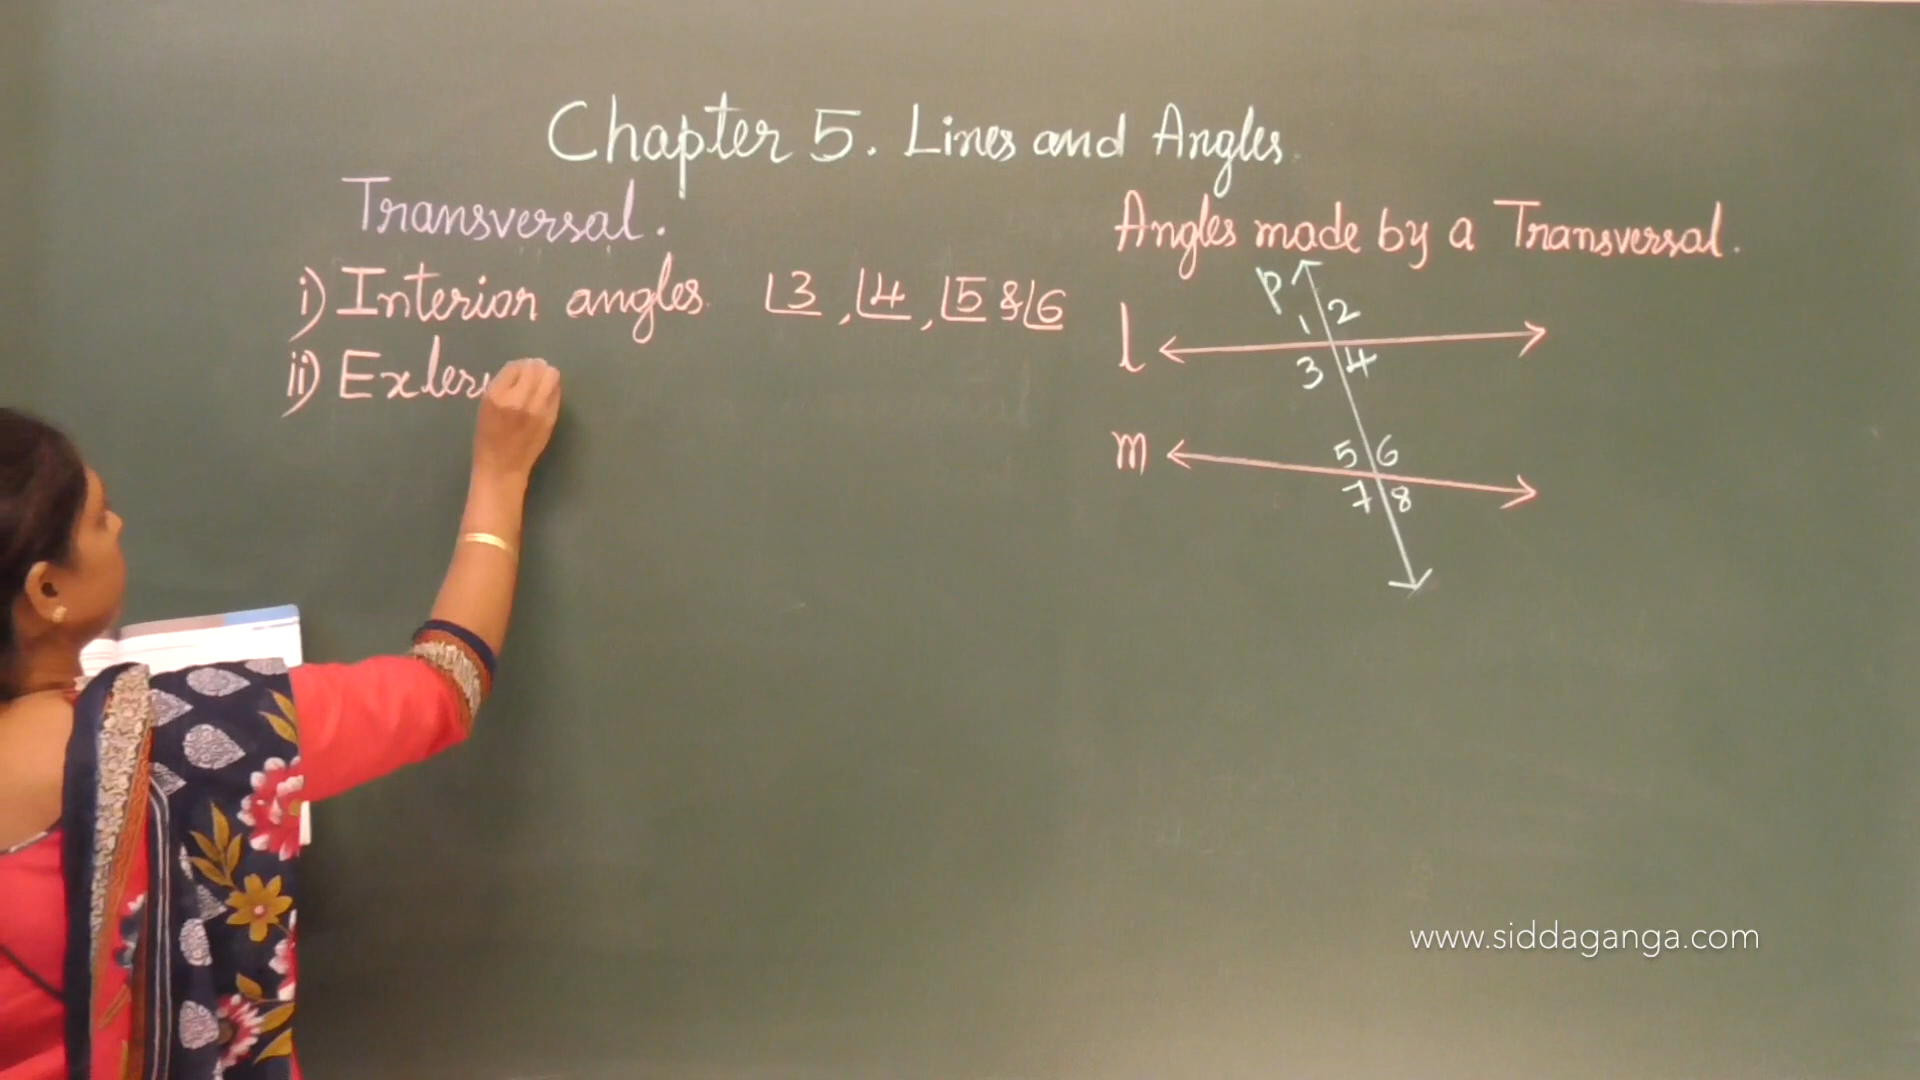 Chapter 5. Lines and Angles.
Transversal.
i) Interior angles. ∠3, ∠4, ∠5 & ∠6
ii) Exteri
Angles made by a Transversal.
p
1 2
l
3 4
m
5 6
7 8
www.siddaganga.com